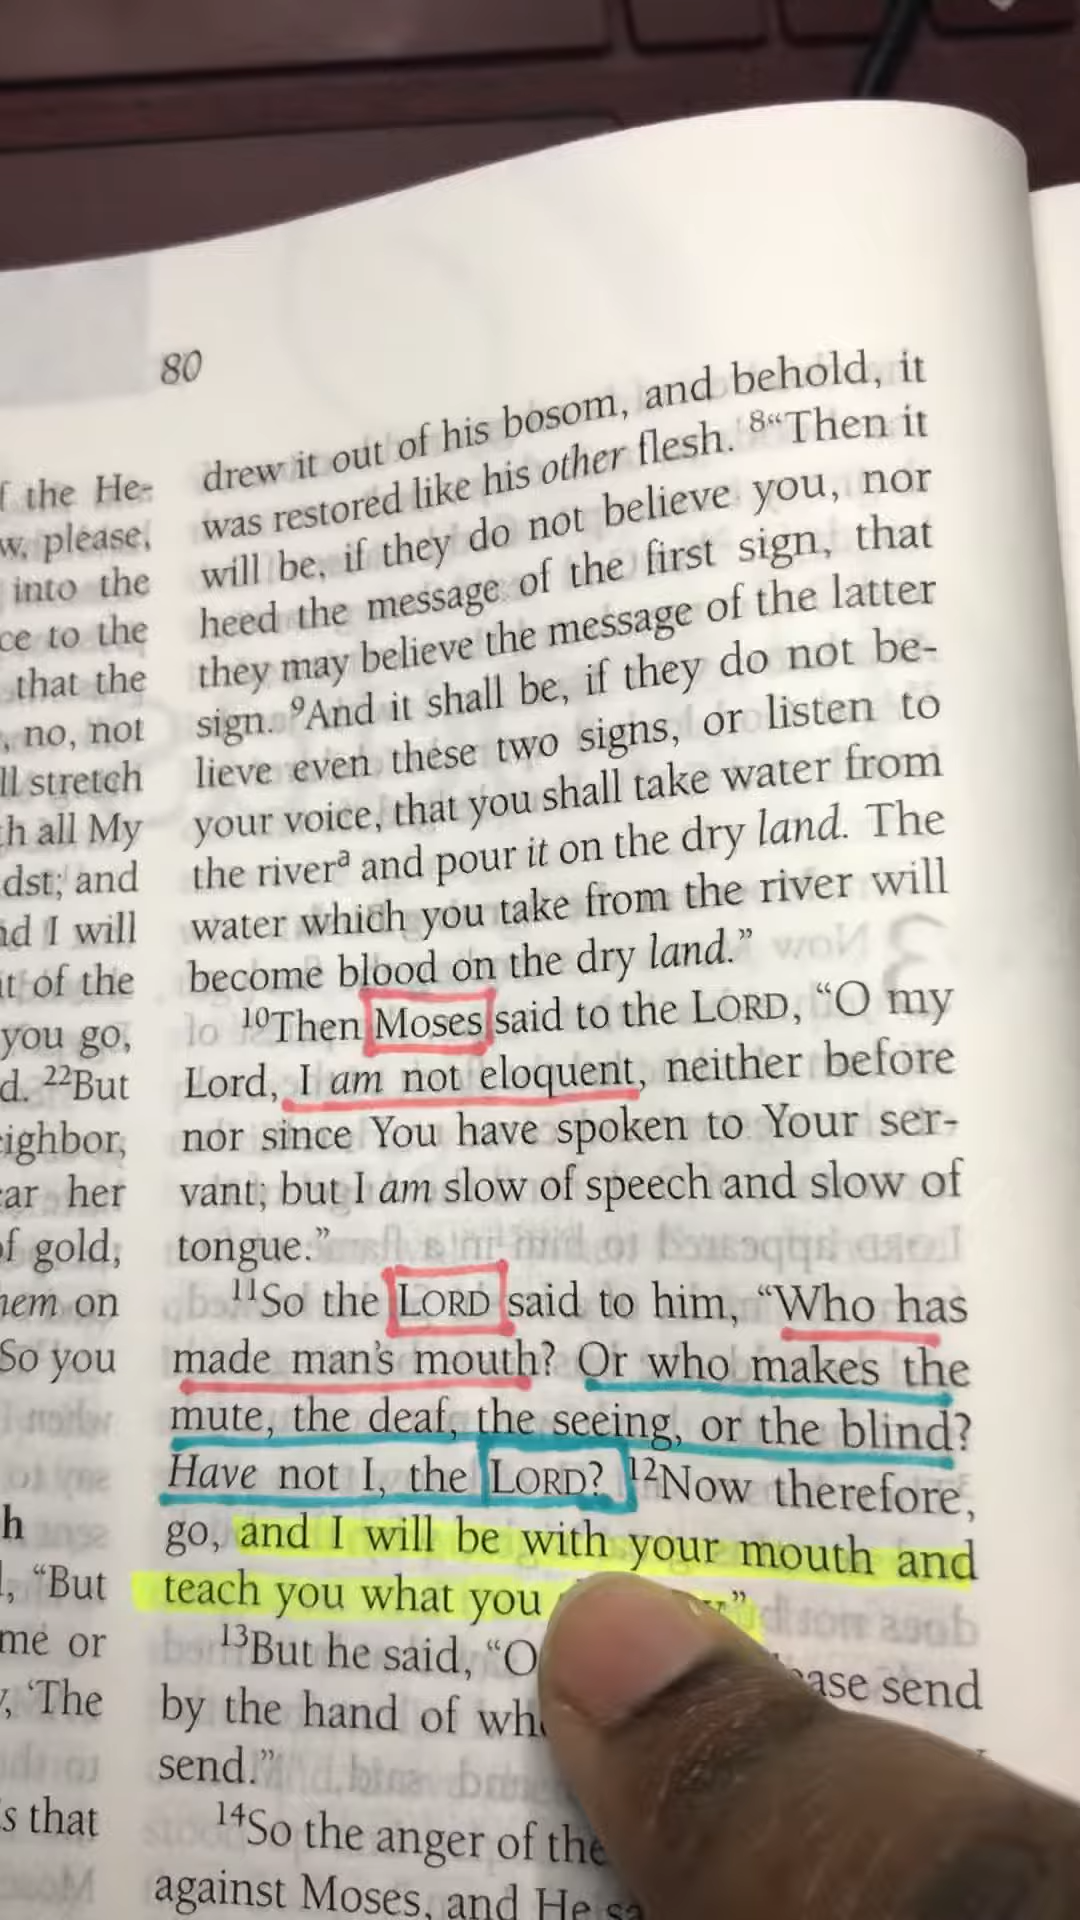 80
f the He-
w, please,
into the
ce to the
that the
, no, not
ll stretch
h all My
dst; and
nd I will
t of the
you go,
d. 22But
eighbor,
ar her
of gold,
hem on
So you
h
, “But
me or
, ‘The
s that
drew it out of his bosom, and behold, it
was restored like his other flesh. 8“Then it
will be, if they do not believe you, nor
heed the message of the first sign, that
they may believe the message of the latter
sign. 9And it shall be, if they do not be-
lieve even these two signs, or listen to
your voice, that you shall take water from
the riverª and pour it on the dry land. The
water which you take from the river will
become blood on the dry land.”
10Then Moses said to the LORD, “O my
Lord, I am not eloquent, neither before
nor since You have spoken to Your ser-
vant; but I am slow of speech and slow of
tongue.”
11So the LORD said to him, “Who has
made man’s mouth? Or who makes the
mute, the deaf, the seeing, or the blind?
Have not I, the LORD? 12Now therefore,
go, and I will be with your mouth and
teach you what you
13But he said, “O ase send
by the hand of wh
send.”
14So the anger of the
against Moses, and He sa